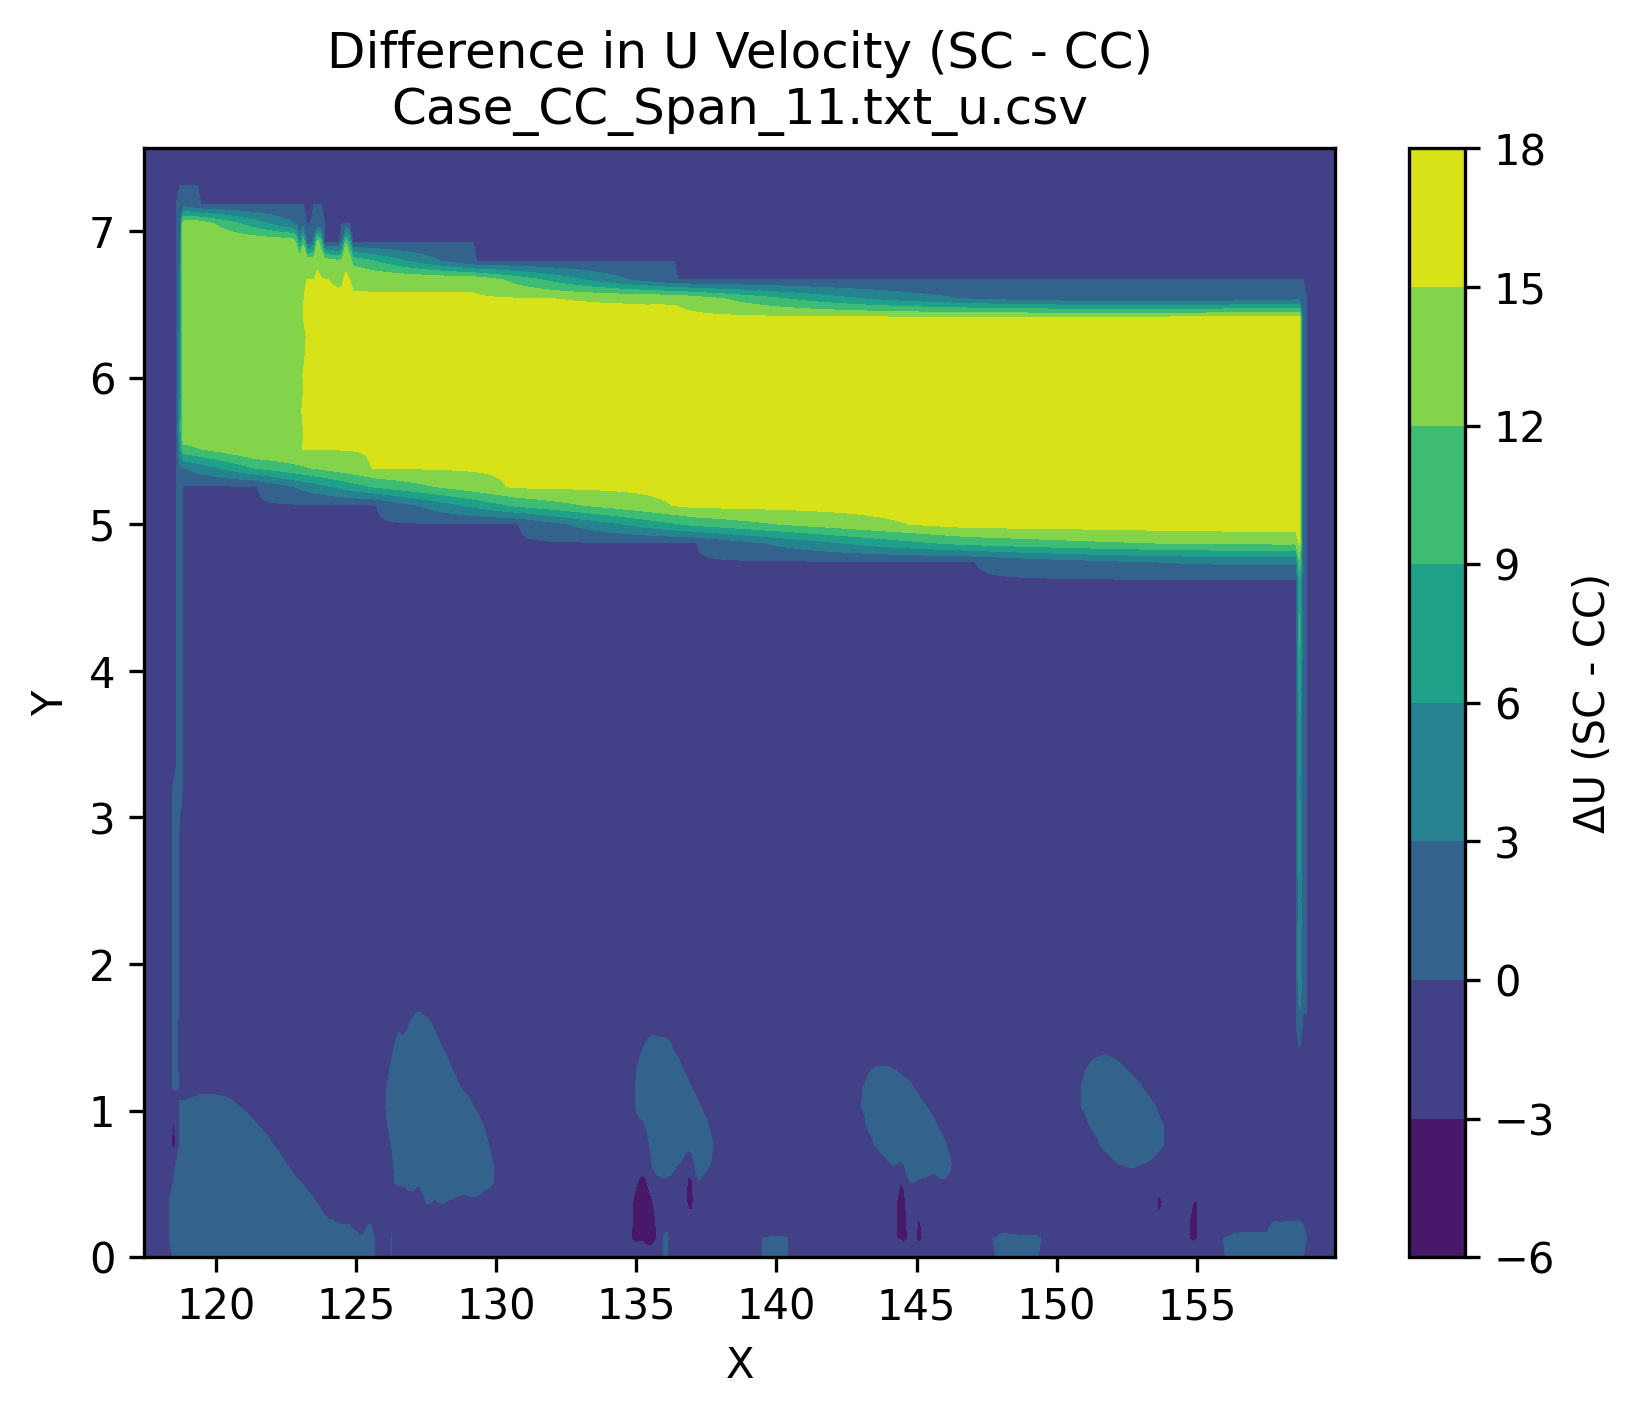 Difference in U Velocity (SC - CC)
Case_CC_Span_11.txt_u.csv
7
6
5
4
3
2
1
0
Y
120 125 130 135 140 145 150 155
X
18
15
12
9
6
3
0
−3
−6
ΔU (SC - CC)